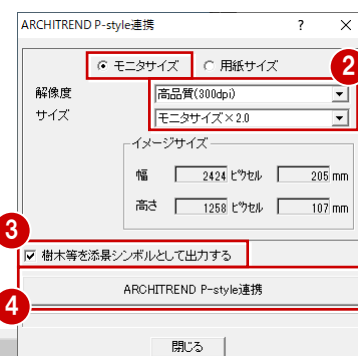 ARCHITREND P-style連携 ? ×
モニタサイズ 用紙サイズ
2
解像度 高品質(300dpi)
サイズ モニタサイズ×2.0
イメージサイズ
幅 2424 ﾋﾟｸｾﾙ 205 mm
高さ 1258 ﾋﾟｸｾﾙ 107 mm
3
樹木等を添景シンボルとして出力する
ARCHITREND P-style連携
4
閉じる